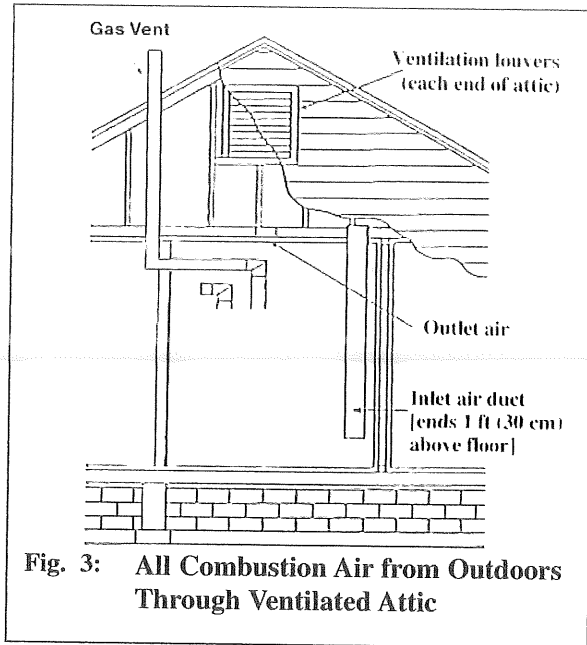 Gas Vent
Ventilation louvers
(each end of attic)
Outlet air
Inlet air duct
[ends 1 ft (30 cm)
above floor]
Fig. 3: All Combustion Air from Outdoors
Through Ventilated Attic